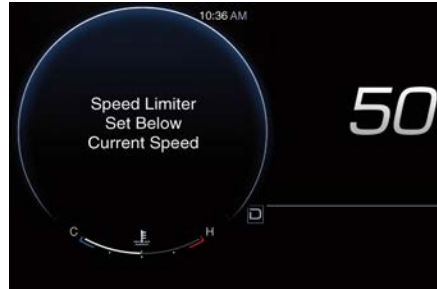 10:36 AM
Speed Limiter
Set Below
Current Speed
50
D
C
H